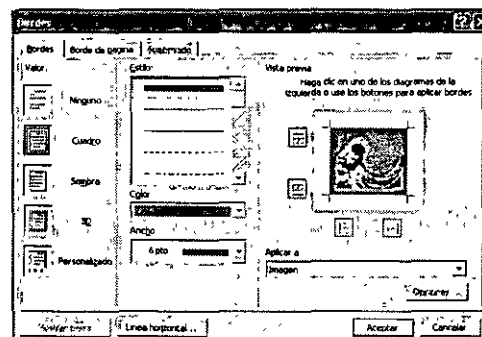 Bordes
Bordes
Borde de página
Sombreado
Valor:
Ninguno
Cuadro
Sombra
3D
Personalizado
Estilo:
Color
Ancho
6 pto
Vista previa
Haga clic en uno de los diagramas de la
izquierda o use los botones para aplicar bordes
Aplicar a
Imagen
Opciones
Mostrar barra
Línea horizontal...
Aceptar
Cancelar